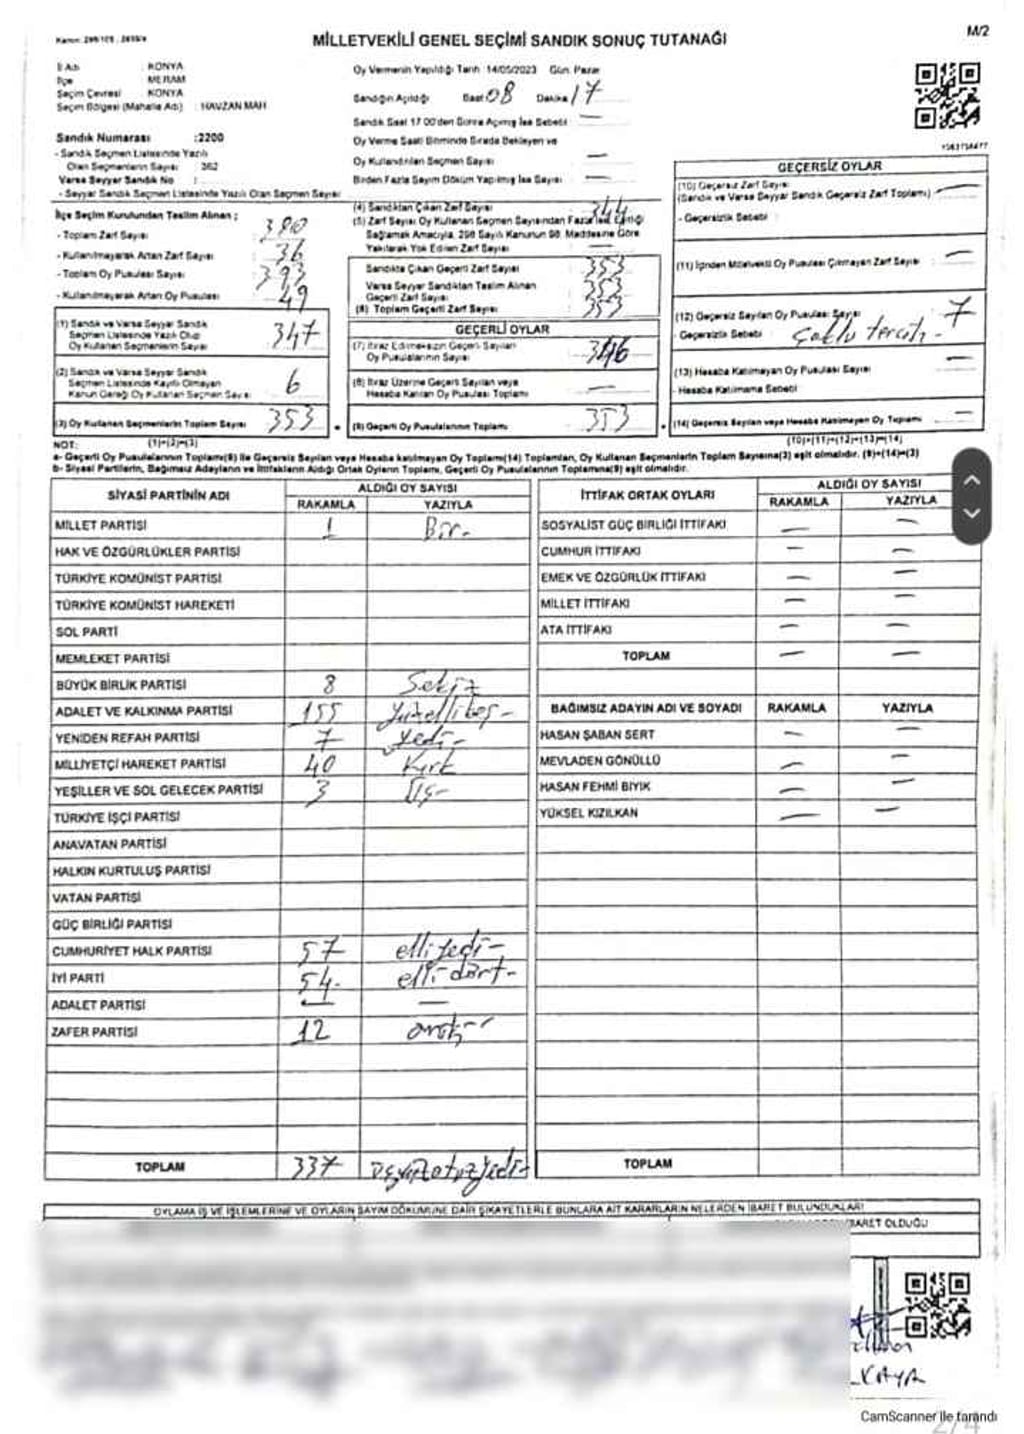 Kanun: 298/105 , 2839/4
M/2
MİLLETVEKİLİ GENEL SEÇİMİ SANDIK SONUÇ TUTANAĞI
İl Adı : KONYA
İlçe : MERAM
Seçim Çevresi : KONYA
Seçim Bölgesi (Mahalle Adı) : HAVZAN MAH
Sandık Numarası :2200
- Sandık Seçmen Listesinde Yazılı
Olan Seçmenlerin Sayısı : 362
Varsa Seyyar Sandık No :
- Seyyar Sandık Seçmen Listesinde Yazılı Olan Seçmen Sayısı
Oy Vermenin Yapıldığı Tarih :14/05/2023 Gün: Pazar
Sandığın Açıldığı Saat: 08 Dakika: 17
Sandık Saat 17.00'den Sonra Açılmış İse Sebebi : —
Oy Verme Saati Bitiminde Sırada Bekleyen ve
Oy Kullandırılan Seçmen Sayısı : —
Birden Fazla Sayım Döküm Yapılmış İse Sayısı : —
İlçe Seçim Kurulundan Teslim Alınan ;
- Toplam Zarf Sayısı : 380
- Kullanılmayarak Artan Zarf Sayısı : 36
- Toplam Oy Pusulası Sayısı : 393
- Kullanılmayarak Artan Oy Pusulası : 49
(1) Sandık ve Varsa Seyyar Sandık
Seçmen Listesinde Yazılı Olup
Oy Kullanan Seçmenlerin Sayısı 347
(2) Sandık ve Varsa Seyyar Sandık
Seçmen Listesinde Kayıtlı Olmayan
Kanun Gereği Oy Kullanan Seçmen Sayısı 6
(3) Oy Kullanan Seçmenlerin Toplam Sayısı 353
(1)+(2)=(3)
(4) Sandıktan Çıkan Zarf Sayısı : 344
(5) Zarf Sayısı Oy Kullanan Seçmen Sayısından Fazla İse, Eşitliği
Sağlamak Amacıyla, 298 Sayılı Kanunun 98. Maddesine Göre
Yakılarak Yok Edilen Zarf Sayısı : —
Sandıkta Çıkan Geçerli Zarf Sayısı : 353
Varsa Seyyar Sandıktan Teslim Alınan
Geçerli Zarf Sayısı : 353
(6) Toplam Geçerli Zarf Sayısı : 353
GEÇERLİ OYLAR
(7) İtiraz Edilmeksizin Geçerli Sayılan
Oy Pusulalarının Sayısı : 346
(8) İtiraz Üzerine Geçerli Sayılan veya
Hesaba Katılan Oy Pusulası Toplamı : —
(9) Geçerli Oy Pusulalarının Toplamı : 353
GEÇERSİZ OYLAR
(10) Geçersiz Zarf Sayısı
(Sandık ve Varsa Seyyar Sandık Geçersiz Zarf Toplamı) : —
- Geçersizlik Sebebi :
(11) İçinden Milletvekili Oy Pusulası Çıkmayan Zarf Sayısı : —
(12) Geçersiz Sayılan Oy Pusulası Sayısı : 7
- Geçersizlik Sebebi : Çoklu tercih -
(13) Hesaba Katılmayan Oy Pusulası Sayısı : —
- Hesaba Katılmama Sebebi :
(14) Geçersiz Sayılan veya Hesaba Katılmayan Oy Toplamı : —
(10)+(11)+(12)+(13)=(14)
NOT:
a- Geçerli Oy Pusulalarının Toplamı(9) ile Geçersiz Sayılan veya Hesaba katılmayan Oy Toplamı(14) Toplamları, Oy Kullanan Seçmenlerin Toplam Sayısına(3) eşit olmalıdır. (9)+(14)=(3)
b- Siyasi Partilerin, Bağımsız Adayların ve İttifakların Aldığı Ortak Oyların Toplamı, Geçerli Oy Pusulalarının Toplamına(9) eşit olmalıdır.
SİYASİ PARTİNİN ADI ALDIĞI OY SAYISI
RAKAMLA YAZIYLA
MİLLET PARTİSİ 1 Bir-
HAK VE ÖZGÜRLÜKLER PARTİSİ
TÜRKİYE KOMÜNİST PARTİSİ
TÜRKİYE KOMÜNİST HAREKETİ
SOL PARTİ
MEMLEKET PARTİSİ
BÜYÜK BİRLİK PARTİSİ 8 Sekiz
ADALET VE KALKINMA PARTİSİ 155 Yüzellibeş-
YENİDEN REFAH PARTİSİ 7 Yedi-
MİLLİYETÇİ HAREKET PARTİSİ 40 Kırk
YEŞİLLER VE SOL GELECEK PARTİSİ 3 Üç-
TÜRKİYE İŞÇİ PARTİSİ
ANAVATAN PARTİSİ
HALKIN KURTULUŞ PARTİSİ
VATAN PARTİSİ
GÜÇ BİRLİĞİ PARTİSİ
CUMHURİYET HALK PARTİSİ 57 elliyedi-
İYİ PARTİ 54- elli-dört-
ADALET PARTİSİ — —
ZAFER PARTİSİ 12 oniki-
TOPLAM 337 üçyüzotuzyedi-
İTTİFAK ORTAK OYLARI ALDIĞI OY SAYISI
RAKAMLA YAZIYLA
SOSYALİST GÜÇ BİRLİĞİ İTTİFAKI — —
CUMHUR İTTİFAKI — —
EMEK VE ÖZGÜRLÜK İTTİFAKI — —
MİLLET İTTİFAKI — —
ATA İTTİFAKI — —
TOPLAM — —
BAĞIMSIZ ADAYIN ADI VE SOYADI RAKAMLA YAZIYLA
HASAN ŞABAN SERT — —
MEVLADEN GÖNÜLLÜ — —
HASAN FEHMİ BIYIK — —
YÜKSEL KIZILKAN — —
TOPLAM
OYLAMA İŞ VE İŞLEMLERİNE VE OYLARIN SAYIM DÖKÜMÜNE DAİR ŞİKAYETLERLE BUNLARA AİT KARARLARIN NELERDEN İBARET BULUNDUKLARI
İBARET OLDUĞU
KAYA
CamScanner ile tarandı
2/4